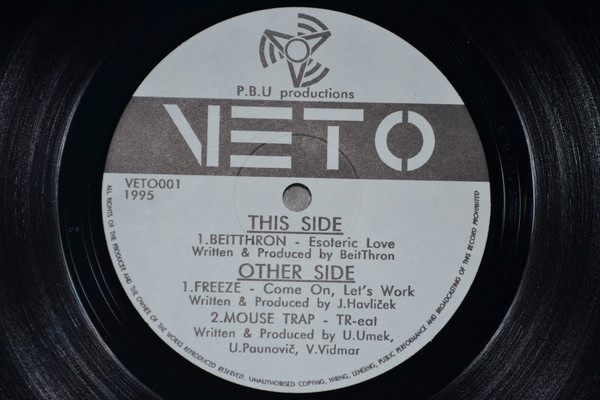 P.B.U productions
VETO
VETO001
1995
THIS SIDE
1.BEITTHRON - Esoteric Love
Written & Produced by BeitThron
OTHER SIDE
1.FREEZE - Come On, Let's Work
Written & Produced by J.Havliček
2.MOUSE TRAP - TR-eat
Written & Produced by U.Umek,
U.Paunovič, V.Vidmar
ALL RIGHTS OF THE PRODUCER AND THE OWNER OF THE WORKS REPRODUCED RESERVED. UNAUTHORISED COPYING, HIRING, LENDING, PUBLIC PERFORMANCE AND BROADCASTING OF THIS RECORD PROHIBITED